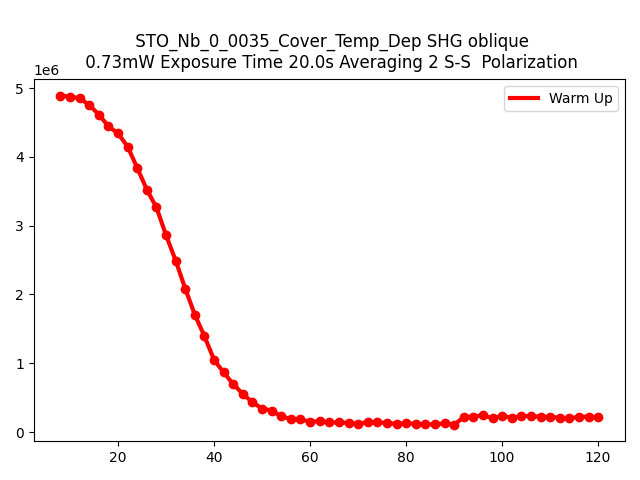 STO_Nb_0_0035_Cover_Temp_Dep SHG oblique
0.73mW Exposure Time 20.0s Averaging 2 S-S  Polarization
1e6
Warm Up
5
4
3
2
1
0
20 40 60 80 100 120